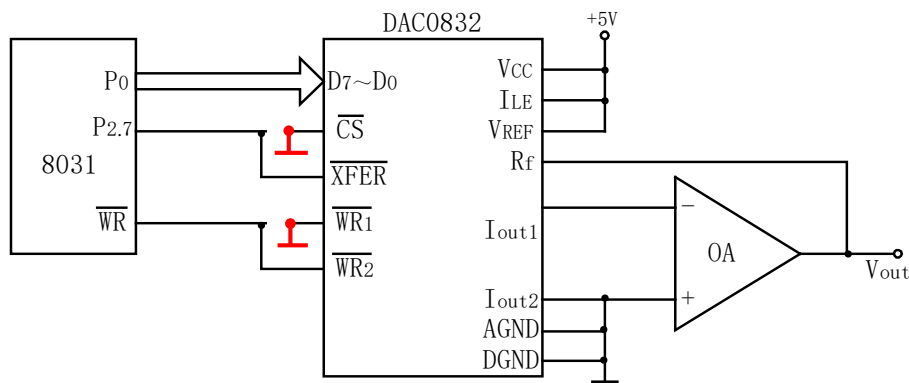 DAC0832
+5V
P0
D7～D0
VCC
ILE
P2.7
CS
VREF
8031
XFER
Rf
WR
WR1
Iout1
−
OA
WR2
Vout
Iout2
+
AGND
DGND